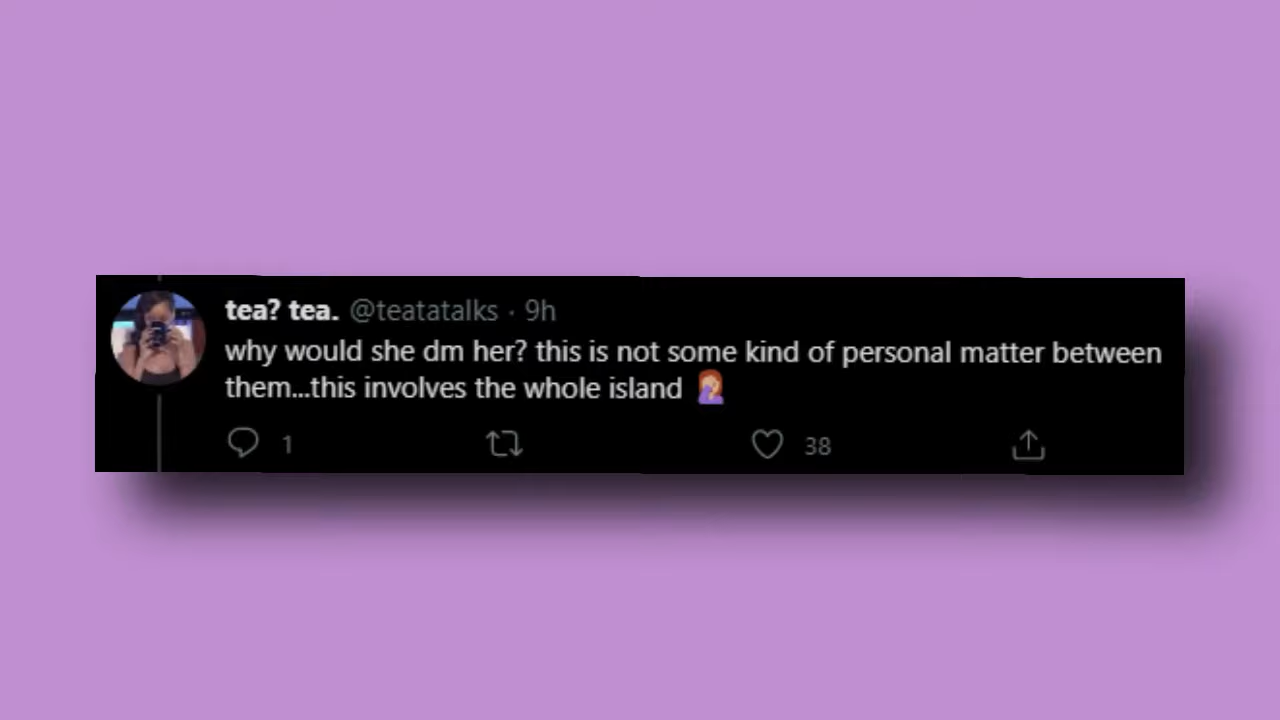 tea? tea. @teatatalks · 9h
why would she dm her? this is not some kind of personal matter between
them...this involves the whole island 🤦🏼‍♀️
1 38